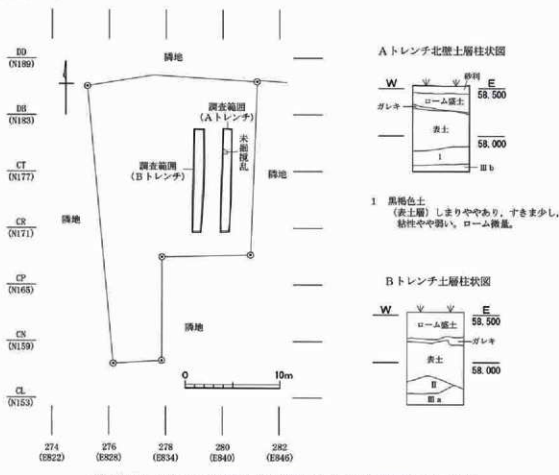 DD
(N189)
DB
(N183)
CT
(N177)
CR
(N171)
CP
(N165)
CN
(N159)
CL
(N153)
隣地
調査範囲
(Aトレンチ)
未掘撹乱
調査範囲
(Bトレンチ)
隣地
隣地
隣地
0 10m
274 276 278 280 282
(E822) (E828) (E834) (E840) (E846)
Aトレンチ北壁土層柱状図
W E
砂利
58.500
ガレキ
ローム盛土
表土
58.000
I
Ⅲb
1 黒褐色土
(表土層)しまりややあり、すきま少し、
粘性やや弱い。ローム微量。
Bトレンチ土層柱状図
W E
58.500
ローム盛土
ガレキ
表土
58.000
Ⅱ
Ⅲa